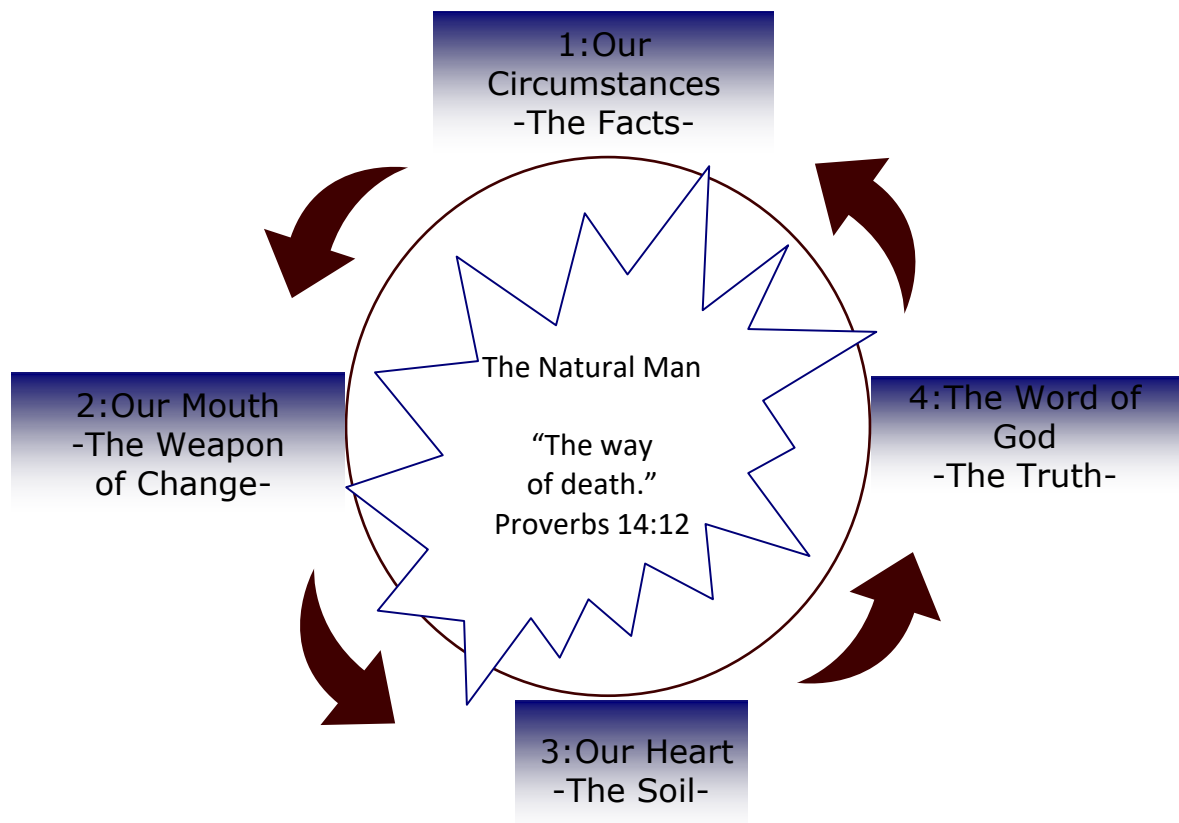 1:Our
Circumstances
-The Facts-
2:Our Mouth
-The Weapon
of Change-
The Natural Man
“The way
of death.”
Proverbs 14:12
4:The Word of
God
-The Truth-
3:Our Heart
-The Soil-